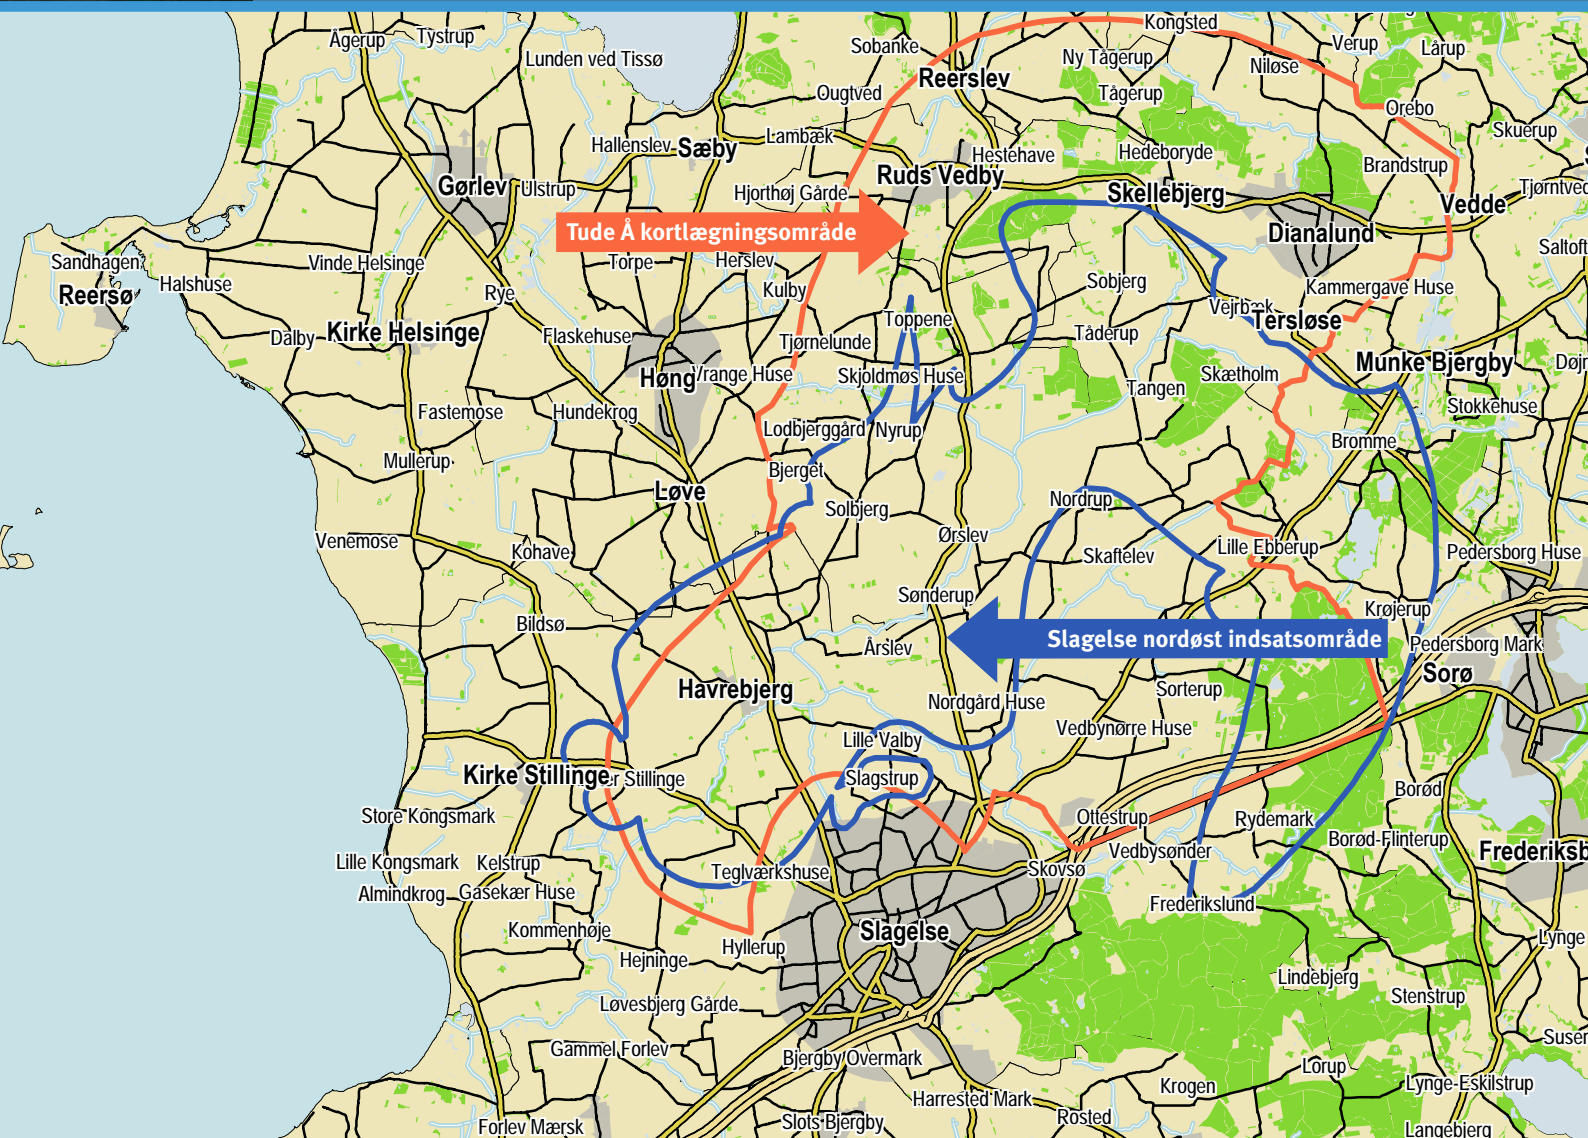 Kongsted
Ågerup
Tystrup
Sobanke
Verup
Lårup
Lunden ved Tissø
Ny Tågerup
Niløse
Reerslev
Ougtved
Tågerup
Orebo
Skuerup
Hallenslev
Sæby
Lambæk
Hestehave
Hedeboryde
Brandstrup
Gørlev
Ulstrup
Hjorthøj Gårde
Ruds Vedby
Skellebjerg
Vedde
Tjørntved
Tude Å kortlægningsområde
Dianalund
Saltoft
Sandhagen
Vinde Helsinge
Torpe
Herslev
Reersø
Halshuse
Rye
Kulby
Sobjerg
Kammergave Huse
Vejrbæk
Toppene
Tersløse
Dalby
Kirke Helsinge
Flaskehuse
Tjørnelunde
Tåderup
Høng
Vrange Huse
Skjoldmøs Huse
Skætholm
Munke Bjergby
Tangen
Fastemose
Hundekrog
Stokkehuse
Lodbjerggård
Nyrup
Bromme
Mullerup
Bjerget
Løve
Nordrup
Solbjerg
Venemose
Kohave
Ørslev
Skaftelev
Lille Ebberup
Pedersborg Huse
Sønderup
Krøjerup
Bildsø
Årslev
Slagelse nordøst indsatsområde
Pedersborg Mark
Sorø
Havrebjerg
Sorterup
Nordgård Huse
Vedbynørre Huse
Lille Valby
Kirke Stillinge
er Stillinge
Slagstrup
Borød
Store Kongsmark
Ottestrup
Rydemark
Borød-Flinterup
Frederiksb
Vedbysønder
Lille Kongsmark
Kelstrup
Teglværkshuse
Skovsø
Almindkrog
Gasekær Huse
Frederikslund
Kommenhøje
Slagelse
Hyllerup
Lynge
Hejninge
Lindebjerg
Løvesbjerg Gårde
Stenstrup
Gammel Forlev
Bjergby Overmark
Lorup
Krogen
Lynge-Eskilstrup
Harrested Mark
Rosted
Forlev Mærsk
Slots Bjergby
Langebjerg